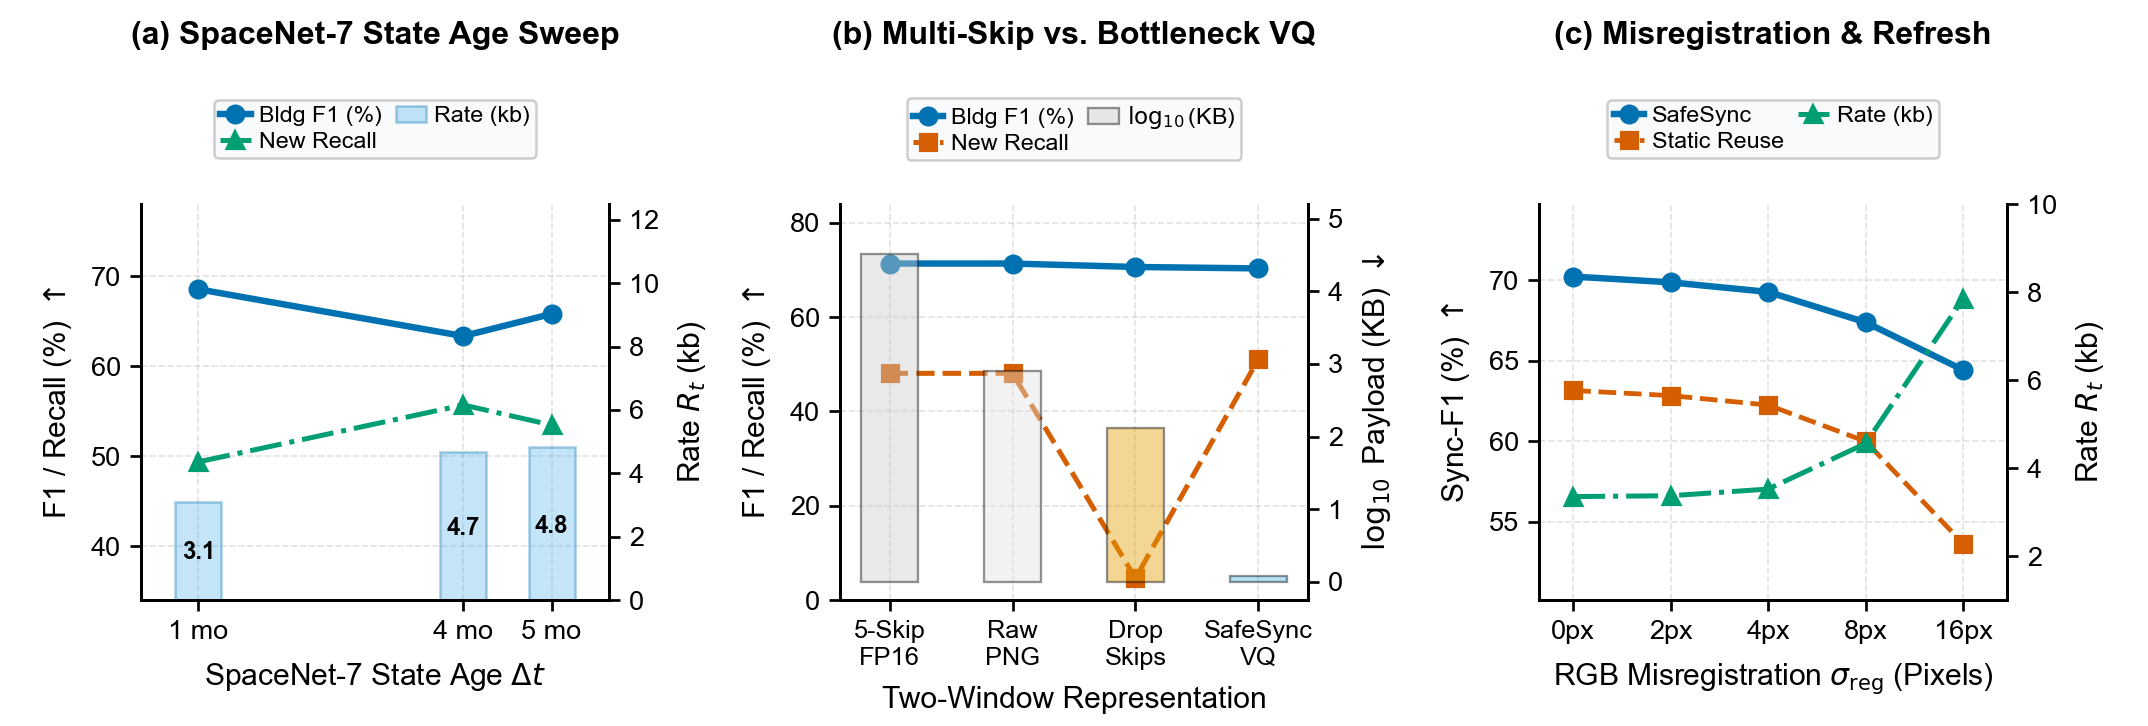 (a) SpaceNet-7 State Age Sweep
Bldg F1 (%)
New Recall
Rate (kb)
F1 / Recall (%) ↑
70
60
50
40
12
10
8
6
4
2
0
Rate R_t (kb)
3.1
4.7
4.8
1 mo
4 mo
5 mo
SpaceNet-7 State Age Δt
(b) Multi-Skip vs. Bottleneck VQ
Bldg F1 (%)
New Recall
log₁₀(KB)
F1 / Recall (%) ↑
80
60
40
20
0
5
4
3
2
1
0
log₁₀ Payload (KB) ↓
5-Skip
FP16
Raw
PNG
Drop
Skips
SafeSync
VQ
Two-Window Representation
(c) Misregistration & Refresh
SafeSync
Static Reuse
Rate (kb)
Sync-F1 (%) ↑
70
65
60
55
10
8
6
4
2
Rate R_t (kb)
0px
2px
4px
8px
16px
RGB Misregistration σ_reg (Pixels)